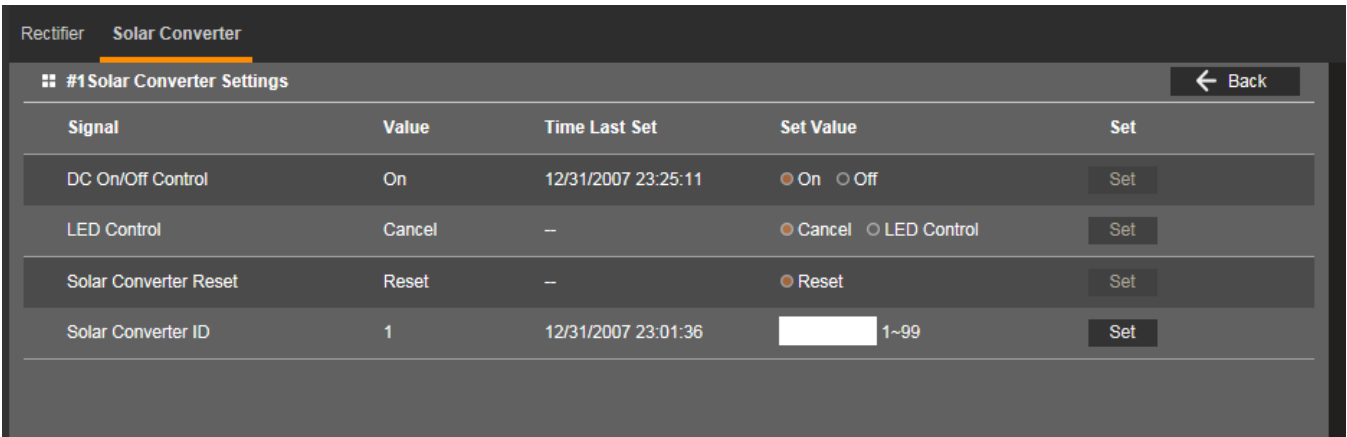 Rectifier Solar Converter
#1Solar Converter Settings Back
Signal Value Time Last Set Set Value Set
DC On/Off Control On 12/31/2007 23:25:11 On Off Set
LED Control Cancel -- Cancel LED Control Set
Solar Converter Reset Reset -- Reset Set
Solar Converter ID 1 12/31/2007 23:01:36 1~99 Set